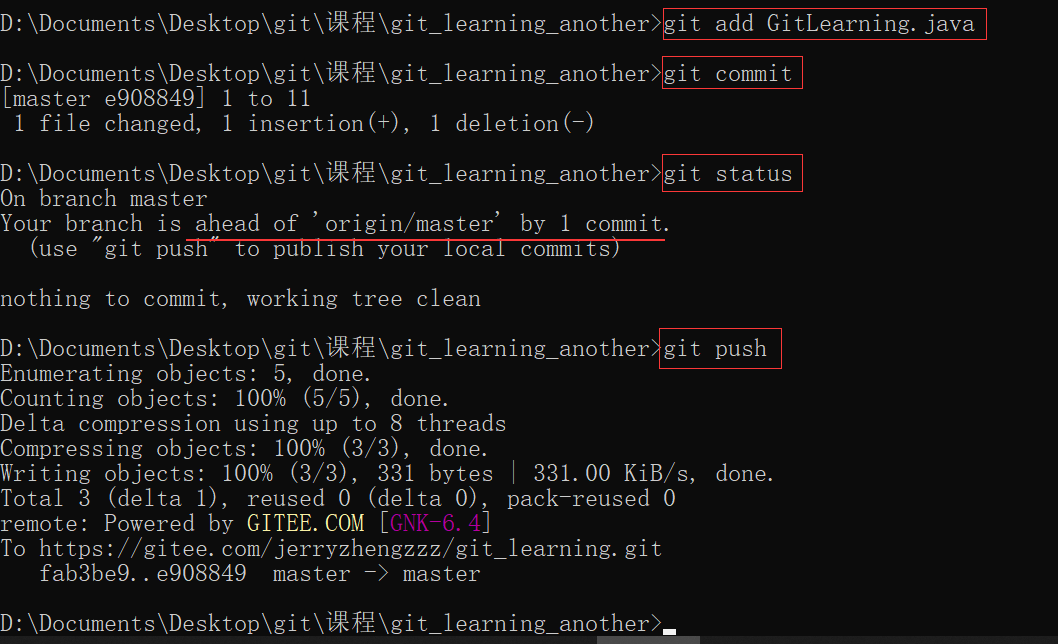 D:\Documents\Desktop\git\课程\git_learning_another>git add GitLearning.java
D:\Documents\Desktop\git\课程\git_learning_another>git commit
[master e908849] 1 to 11
 1 file changed, 1 insertion(+), 1 deletion(-)
D:\Documents\Desktop\git\课程\git_learning_another>git status
On branch master
Your branch is ahead of 'origin/master' by 1 commit.
  (use "git push" to publish your local commits)
nothing to commit, working tree clean
D:\Documents\Desktop\git\课程\git_learning_another>git push
Enumerating objects: 5, done.
Counting objects: 100% (5/5), done.
Delta compression using up to 8 threads
Compressing objects: 100% (3/3), done.
Writing objects: 100% (3/3), 331 bytes | 331.00 KiB/s, done.
Total 3 (delta 1), reused 0 (delta 0), pack-reused 0
remote: Powered by GITEE.COM [GNK-6.4]
To https://gitee.com/jerryzhengzzz/git_learning.git
   fab3be9..e908849  master -> master
D:\Documents\Desktop\git\课程\git_learning_another>